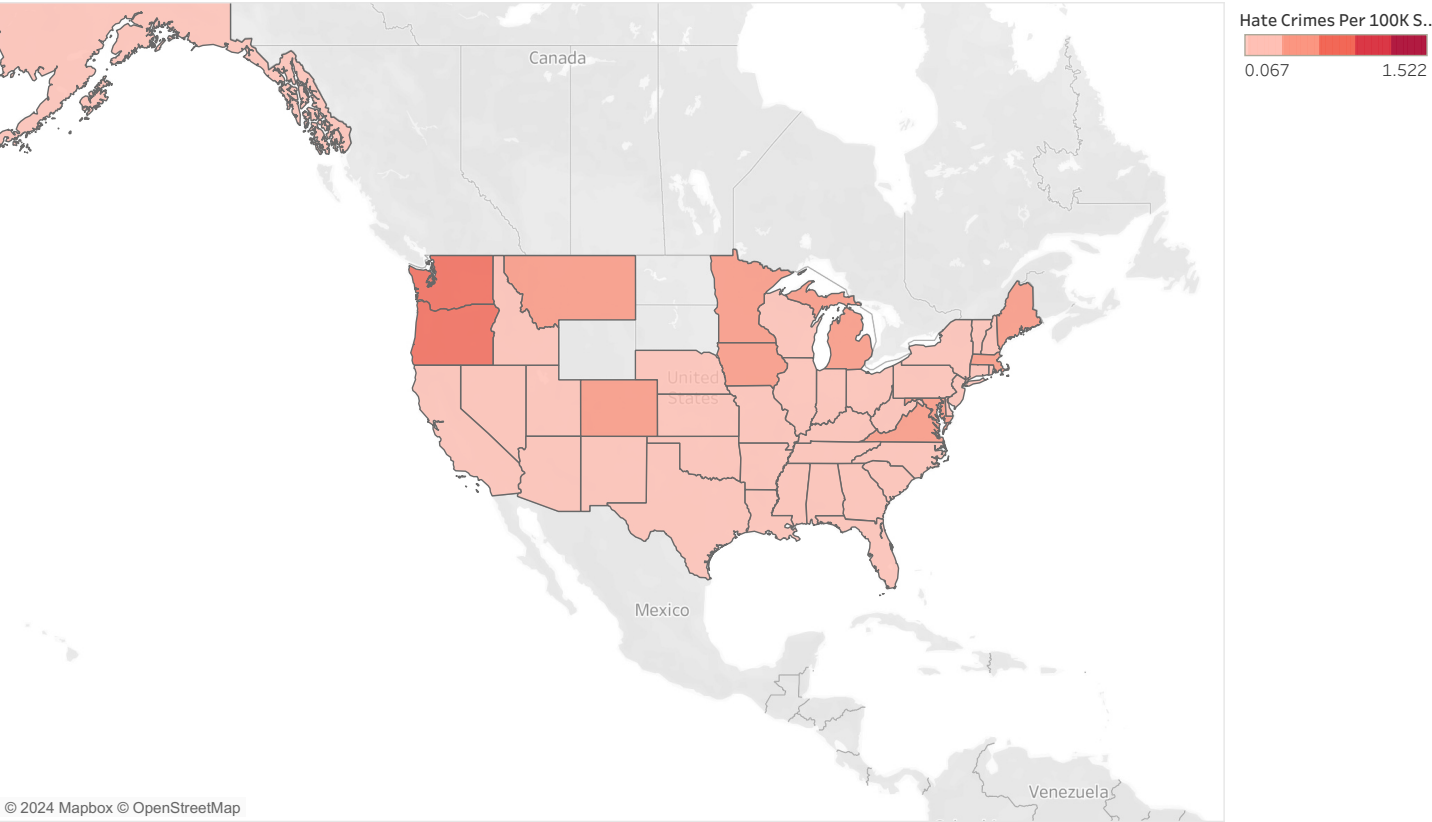 Hate Crimes Per 100K S..
0.067 1.522
Canada
United
States
Mexico
Venezuela
© 2024 Mapbox © OpenStreetMap